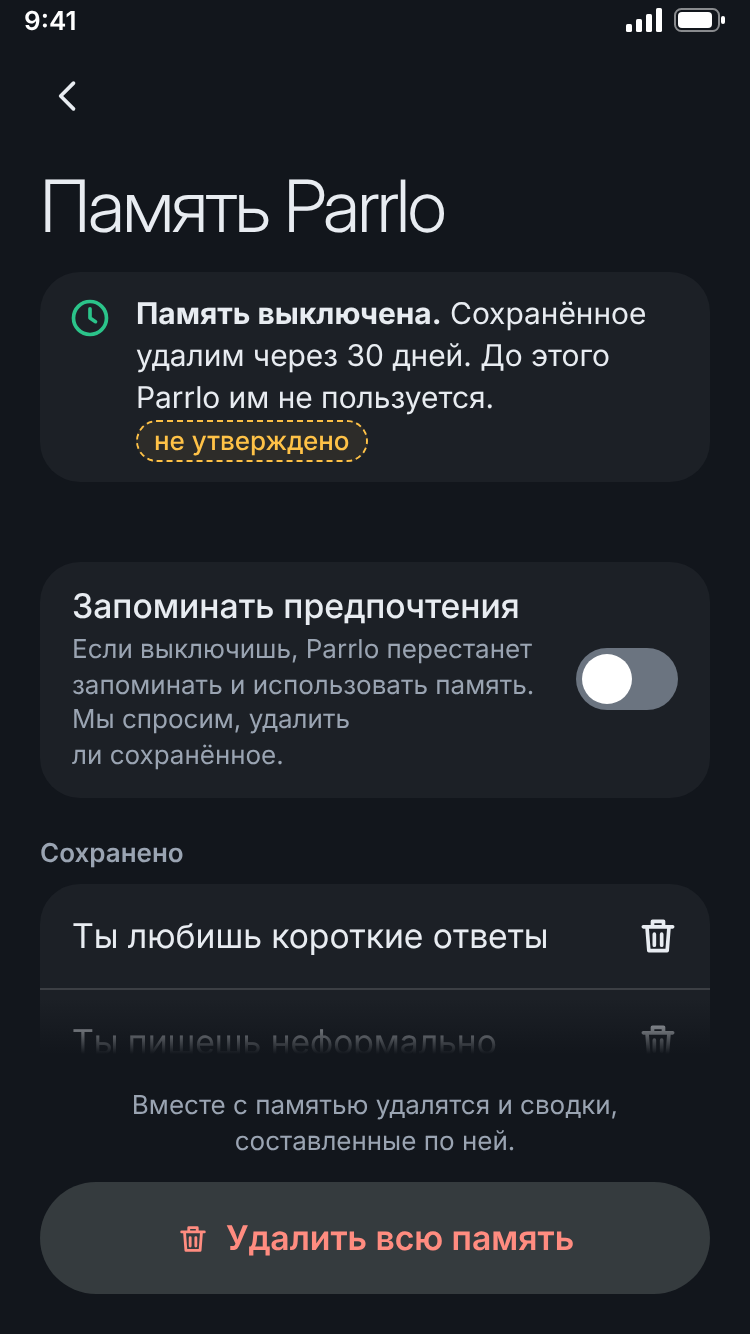 9:41
Память Parrlo
Память выключена. Сохранённое
удалим через 30 дней. До этого
Parrlo им не пользуется.
не утверждено
Запоминать предпочтения
Если выключишь, Parrlo перестанет
запоминать и использовать память.
Мы спросим, удалить
ли сохранённое.
Сохранено
Ты любишь короткие ответы
Ты пишешь неформально
Вместе с памятью удалятся и сводки,
составленные по ней.
Удалить всю память